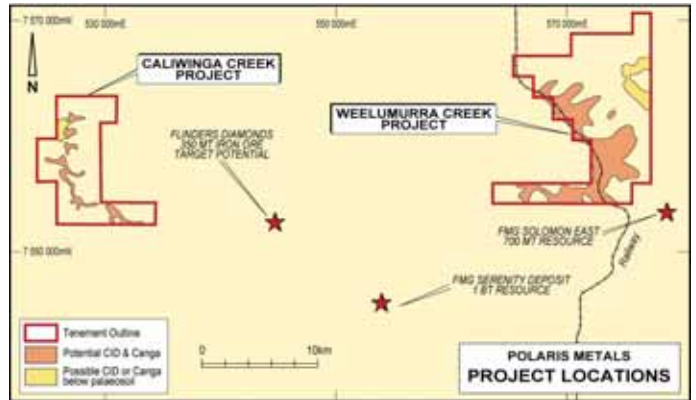 7 570 000mN
530 000mE
550 000mE
570 000mE
N
CALIWINGA CREEK
PROJECT
WEELUMURRA CREEK
PROJECT
FLINDERS DIAMONDS
350 MT IRON ORE
TARGET POTENTIAL
FMG SOLOMON EAST
700 MT RESOURCE
7 550 000mN
Railway
FMG SERENITY DEPOSIT
1 BT RESOURCE
Tenement Outline
Potential CID & Canga
Possible CID or Canga
below palaeosoil
0
10km
POLARIS METALS
PROJECT LOCATIONS